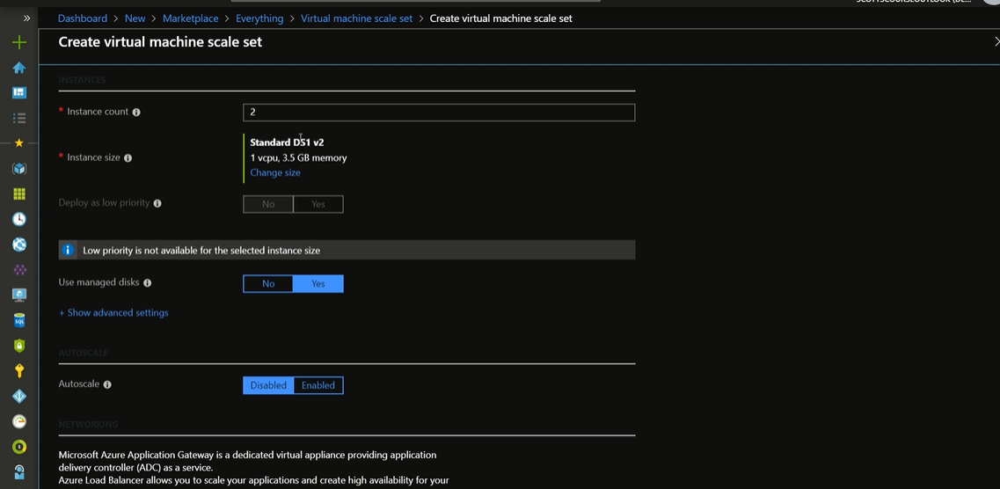 Dashboard > New > Marketplace > Everything > Virtual machine scale set > Create virtual machine scale set
Create virtual machine scale set
INSTANCES
* Instance count
2
* Instance size
Standard DS1 v2
1 vcpu, 3.5 GB memory
Change size
Deploy as low priority
No Yes
Low priority is not available for the selected instance size
Use managed disks
No Yes
+ Show advanced settings
AUTOSCALE
Autoscale
Disabled Enabled
NETWORKING
Microsoft Azure Application Gateway is a dedicated virtual appliance providing application
delivery controller (ADC) as a service.
Azure Load Balancer allows you to scale your applications and create high availability for your
SQL